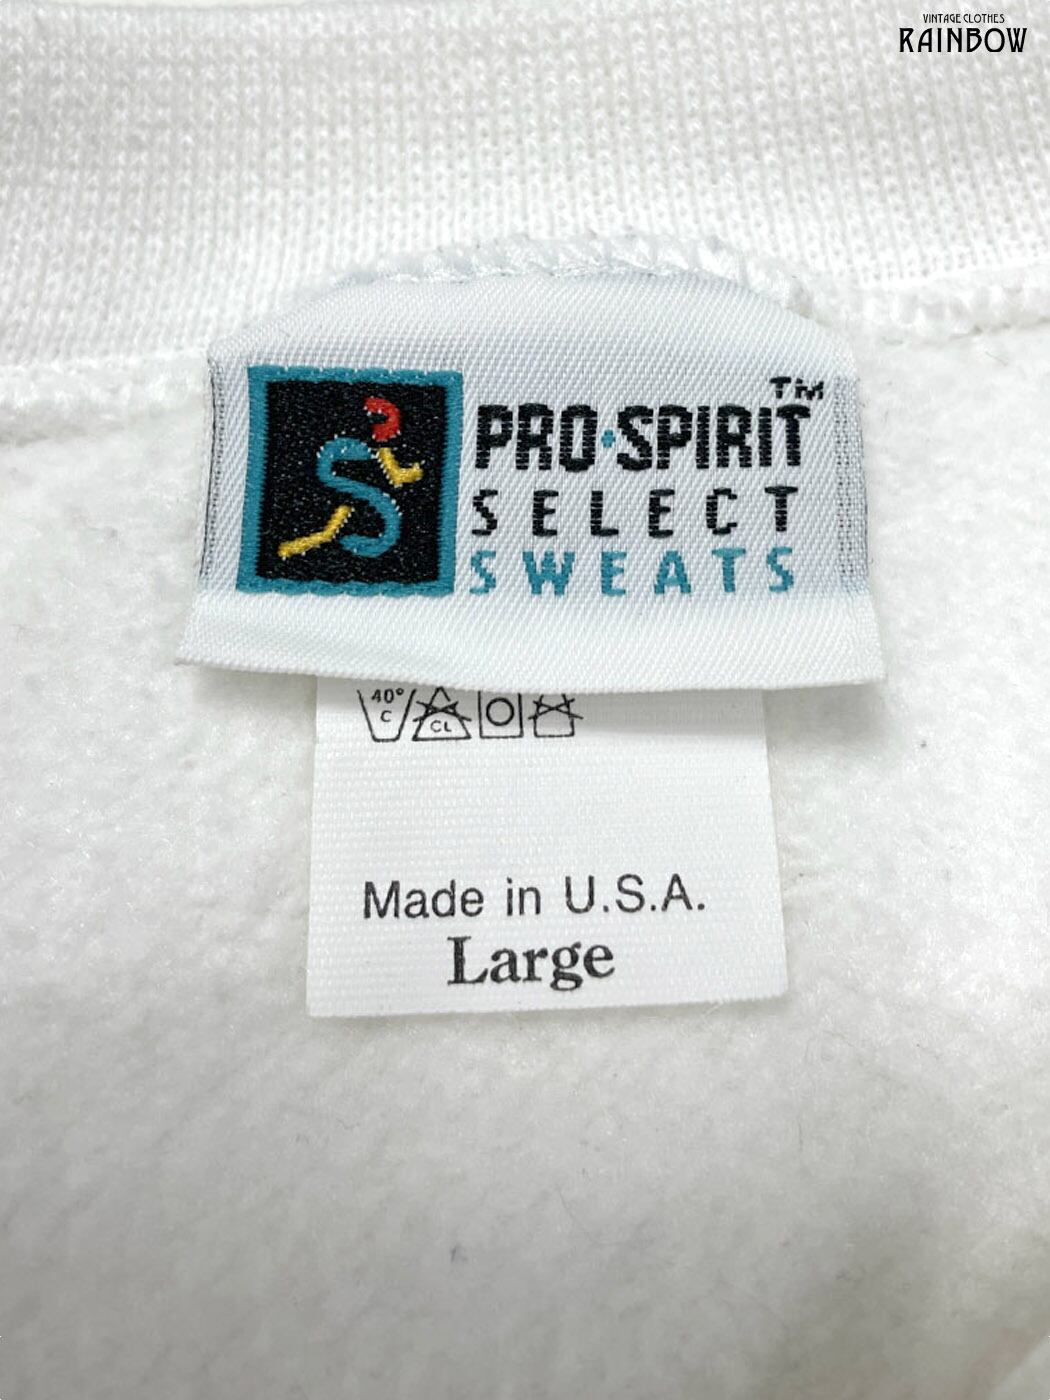 VINTAGE CLOTHES
RAINBOW
PRO·SPIRIT™
SELECT
SWEATS
40°
C
CL
Made in U.S.A.
Large